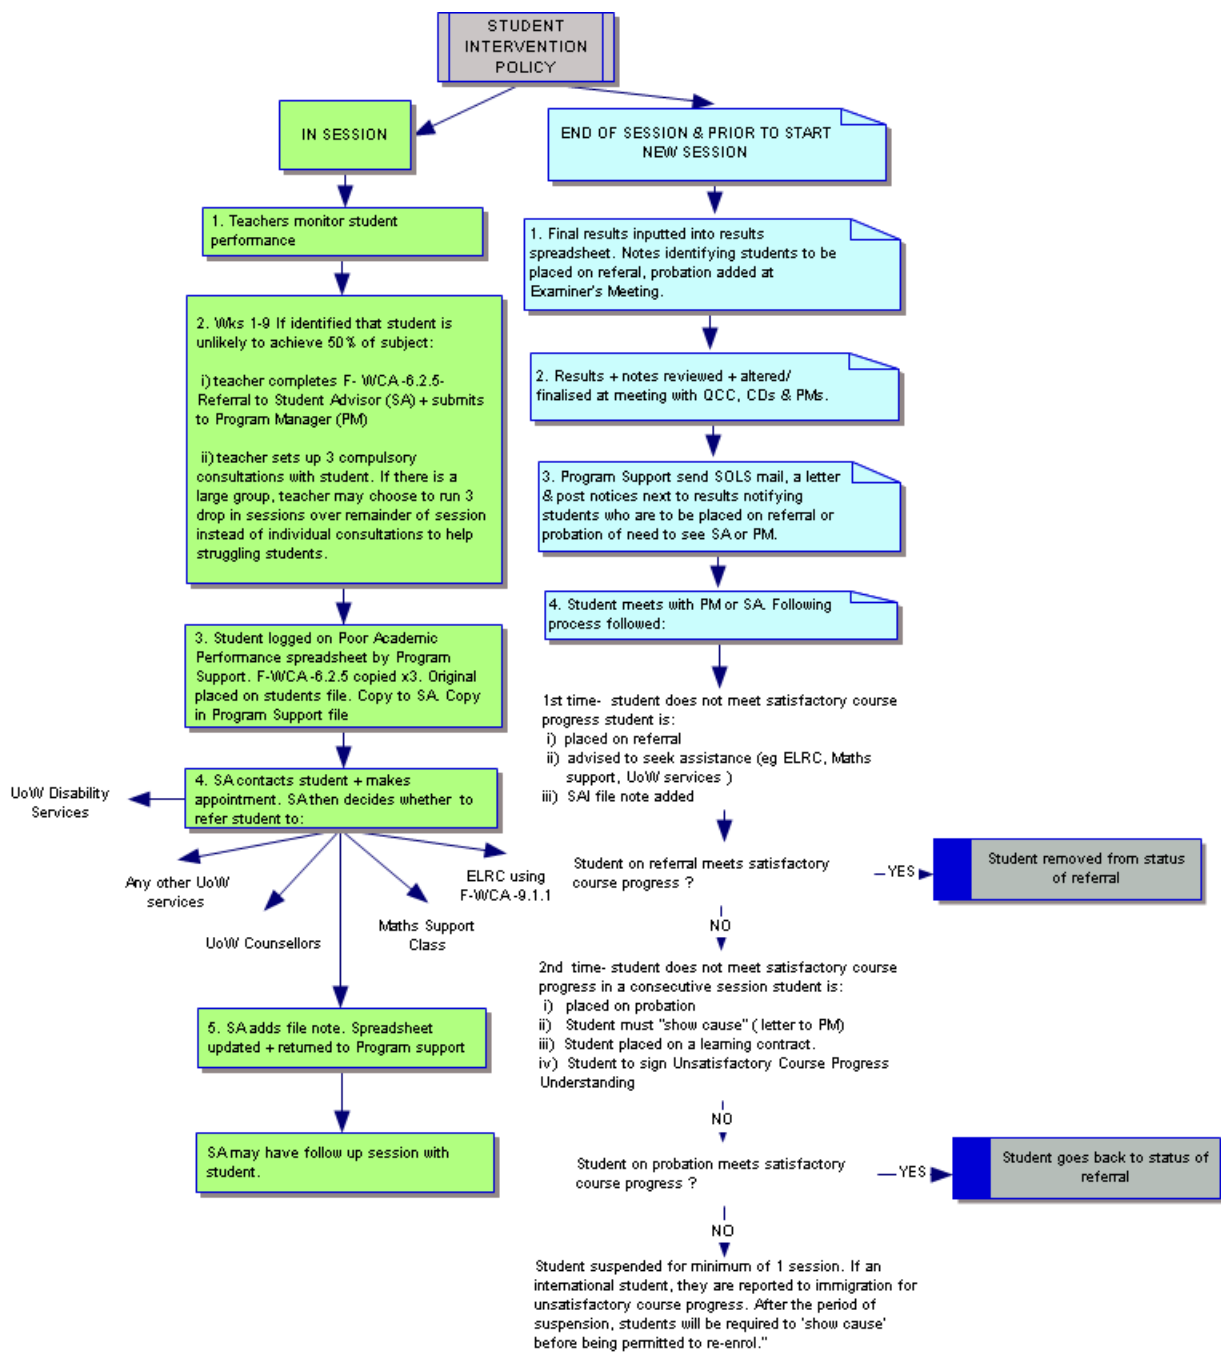 STUDENT
INTERVENTION
POLICY
IN SESSION
1. Teachers monitor student
performance
2. Wks 1-9 If identified that student is
unlikely to achieve 50% of subject:
i) teacher completes F- WCA-6.2.5-
Referral to Student Advisor (SA) + submits
to Program Manager (PM)
ii) teacher sets up 3 compulsory
consultations with student. If there is a
large group, teacher may choose to run 3
drop in sessions over remainder of session
instead of individual consultations to help
struggling students.
3. Student logged on Poor Academic
Performance spreadsheet by Program
Support. F-WCA-6.2.5 copied x3. Original
placed on students file. Copy to SA. Copy
in Program Support file
4. SA contacts student + makes
appointment. SA then decides whether to
refer student to:
UoW Disability
Services
Any other UoW
services
UoW Counsellors
Maths Support
Class
ELRC using
F-WCA-9.1.1
5. SA adds file note. Spreadsheet
updated + returned to Program support
SA may have follow up session with
student.
END OF SESSION & PRIOR TO START
NEW SESSION
1. Final results inputted into results
spreadsheet. Notes identifying students to be
placed on referal, probation added at
Examiner's Meeting.
2. Results + notes reviewed + altered/
finalised at meeting with QCC, CDs & PMs.
3. Program Support send SOLS mail, a letter
& post notices next to results notifying
students who are to be placed on referral or
probation of need to see SA or PM.
4. Student meets with PM or SA. Following
process followed:
1st time- student does not meet satisfactory course
progress student is:
i) placed on referral
ii) advised to seek assistance (eg ELRC, Maths
support, UoW services )
iii) SAI file note added
Student on referral meets satisfactory
course progress ?
YES
Student removed from status
of referral
NO
2nd time- student does not meet satisfactory course
progress in a consecutive session student is:
i) placed on probation
ii) Student must "show cause" ( letter to PM)
iii) Student placed on a learning contract.
iv) Student to sign Unsatisfactory Course Progress
Understanding
NO
Student on probation meets satisfactory
course progress ?
YES
Student goes back to status of
referral
NO
Student suspended for minimum of 1 session. If an
international student, they are reported to immigration for
unsatisfactory course progress. After the period of
suspension, students will be required to 'show cause'
before being permitted to re-enrol."